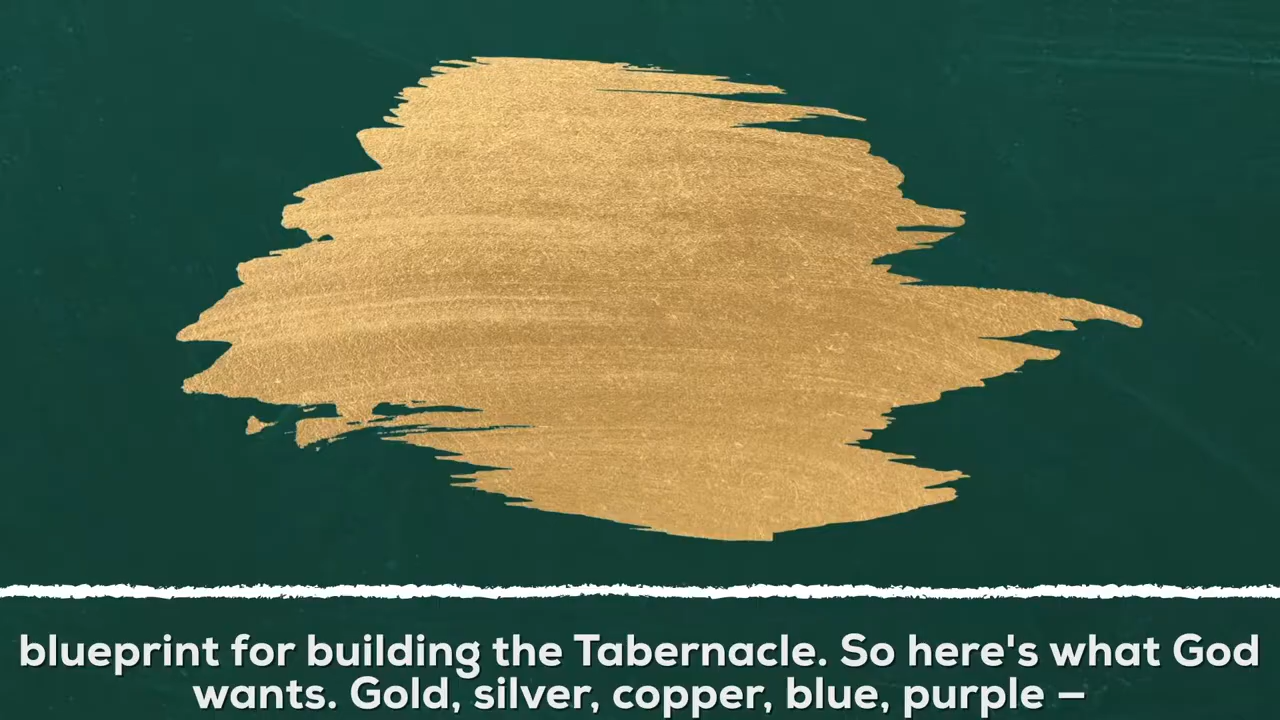 blueprint for building the Tabernacle. So here's what God
wants. Gold, silver, copper, blue, purple –